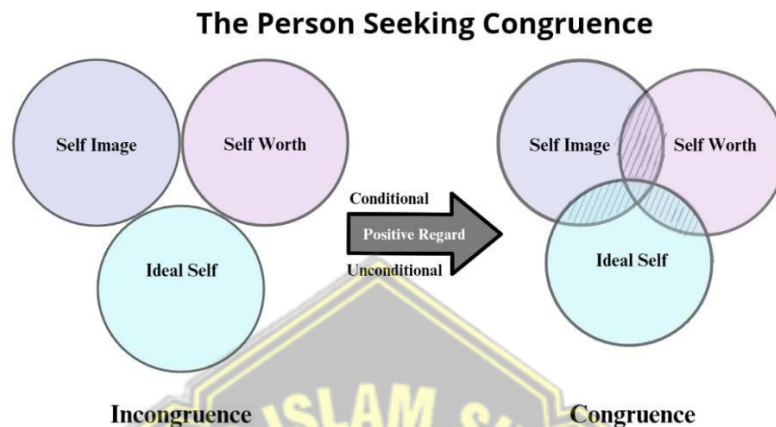 The Person Seeking Congruence
Self Image
Self Worth
Ideal Self
Conditional
Positive Regard
Unconditional
Self Image
Self Worth
Ideal Self
Incongruence
Congruence
ISLAM